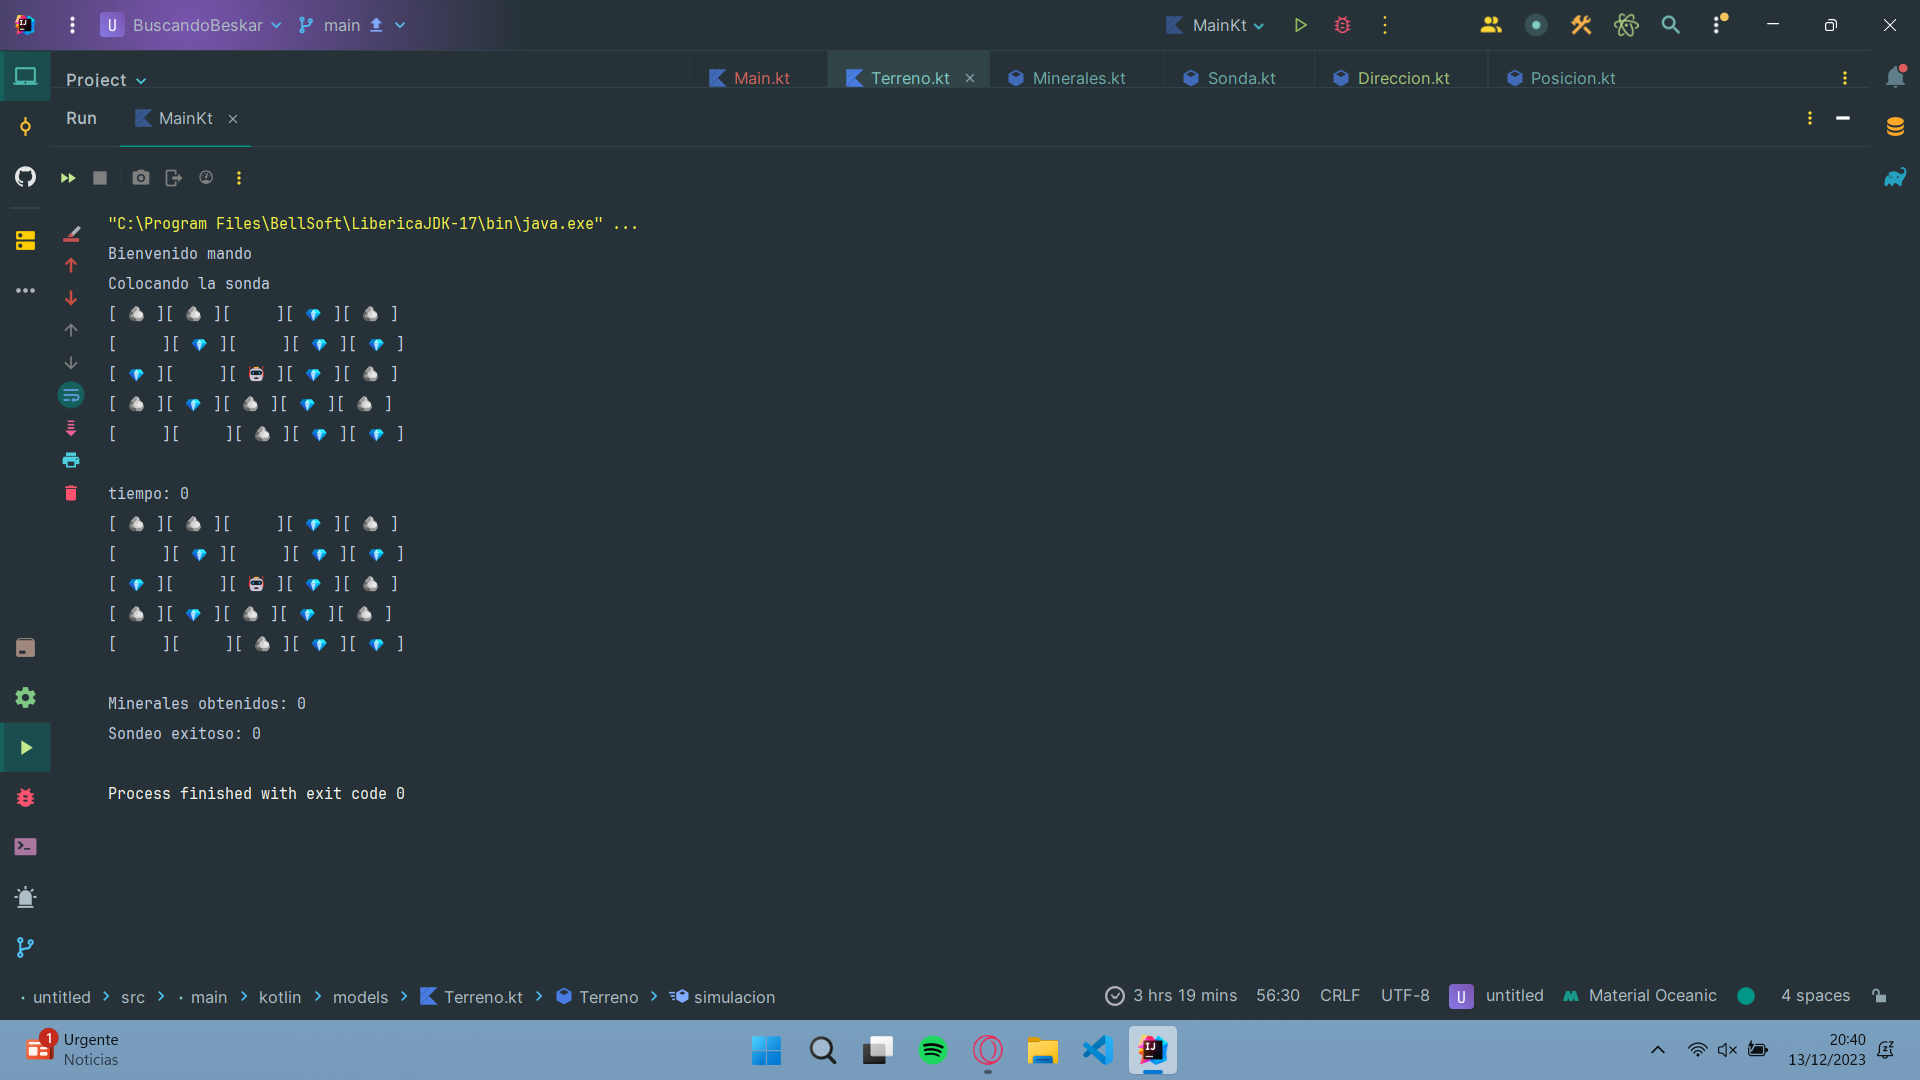 U BuscandoBeskar main MainKt
Project Main.kt Terreno.kt Minerales.kt Sonda.kt Direccion.kt Posicion.kt
Run MainKt
"C:\Program Files\BellSoft\LibericaJDK-17\bin\java.exe" ...
Bienvenido mando
Colocando la sonda
[ 🪨 ][ 🪨 ][    ][ 💎 ][ 🪨 ]
[    ][ 💎 ][    ][ 💎 ][ 💎 ]
[ 💎 ][    ][ 🤖 ][ 💎 ][ 🪨 ]
[ 🪨 ][ 💎 ][ 🪨 ][ 💎 ][ 🪨 ]
[    ][    ][ 🪨 ][ 💎 ][ 💎 ]
tiempo: 0
[ 🪨 ][ 🪨 ][    ][ 💎 ][ 🪨 ]
[    ][ 💎 ][    ][ 💎 ][ 💎 ]
[ 💎 ][    ][ 🤖 ][ 💎 ][ 🪨 ]
[ 🪨 ][ 💎 ][ 🪨 ][ 💎 ][ 🪨 ]
[    ][    ][ 🪨 ][ 💎 ][ 💎 ]
Minerales obtenidos: 0
Sondeo exitoso: 0
Process finished with exit code 0
untitled > src > main > kotlin > models > Terreno.kt > Terreno > simulacion 3 hrs 19 mins 56:30 CRLF UTF-8 U untitled Material Oceanic 4 spaces
1 Urgente
Noticias
20:40
13/12/2023